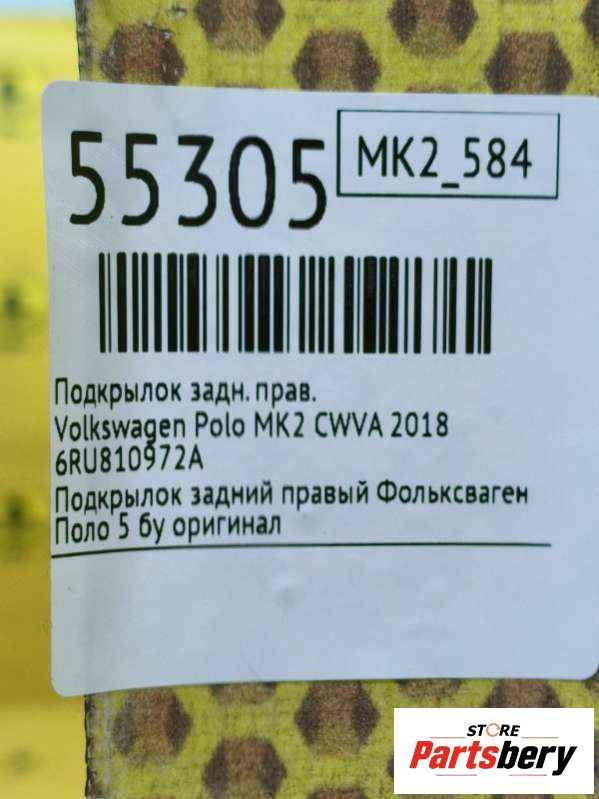 55305
MK2_584
Подкрылок задн. прав.
Volkswagen Polo MK2 CWVA 2018
6RU810972A
Подкрылок задний правый Фольксваген
Поло 5 бу оригинал
STORE
Partsbery